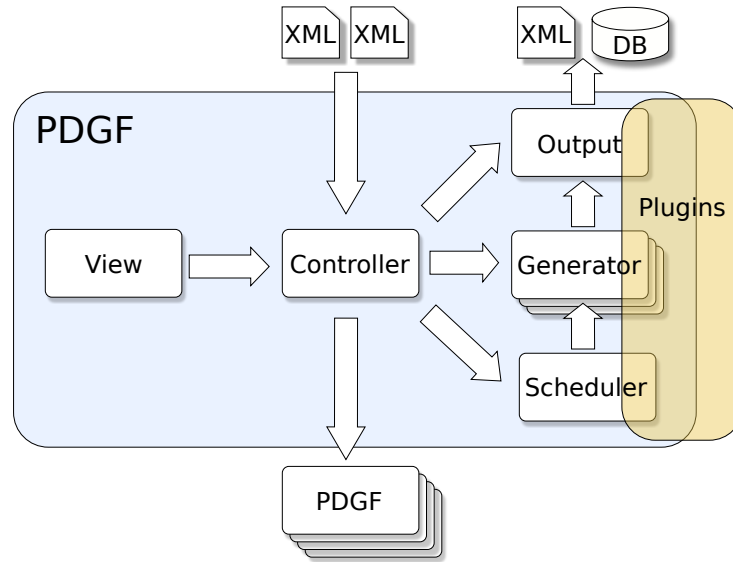 XML
XML
XML
DB
PDGF
Output
Plugins
View
Controller
Generator
Scheduler
PDGF